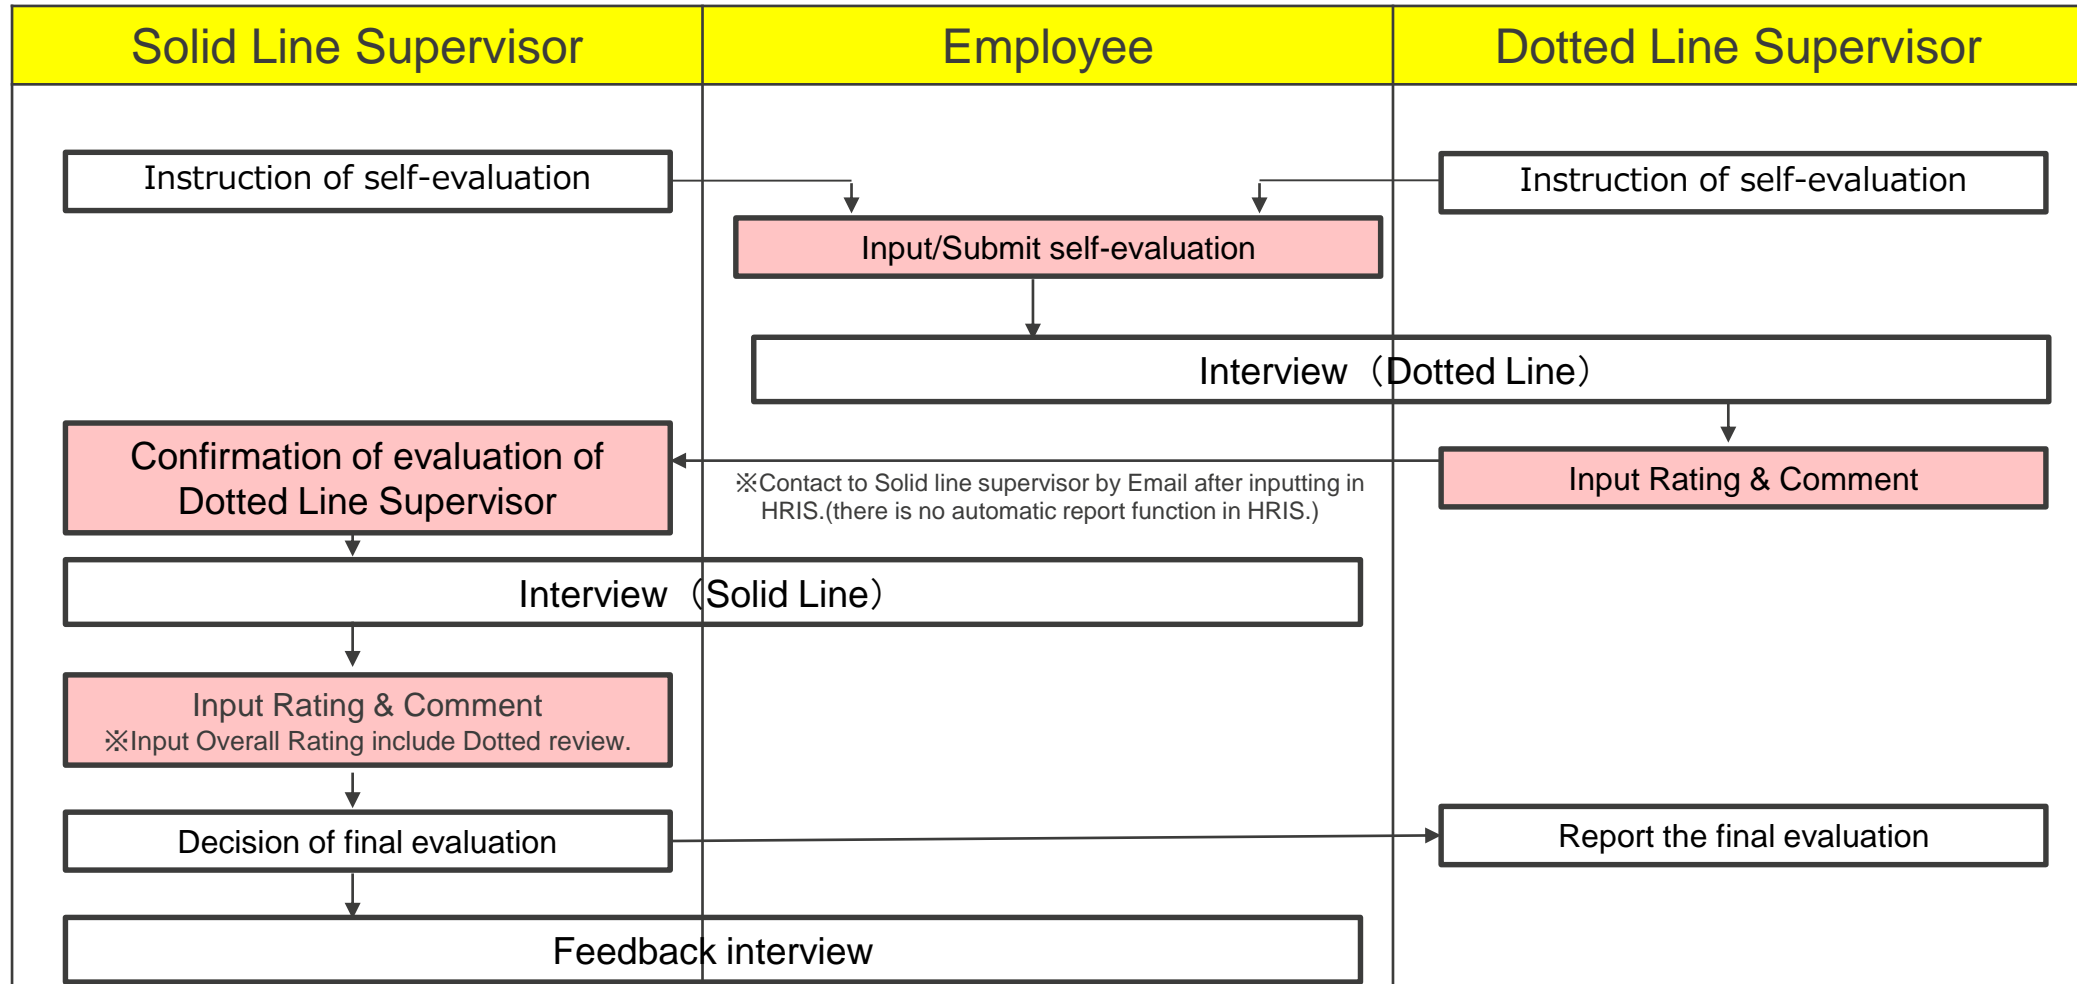 Solid Line Supervisor
Employee
Dotted Line Supervisor
Instruction of self-evaluation
Instruction of self-evaluation
Input/Submit self-evaluation
Interview（Dotted Line）
Confirmation of evaluation of
Dotted Line Supervisor
※Contact to Solid line supervisor by Email after inputting in
HRIS.(there is no automatic report function in HRIS.)
Input Rating & Comment
Interview（Solid Line）
Input Rating & Comment
※Input Overall Rating include Dotted review.
Decision of final evaluation
Report the final evaluation
Feedback interview